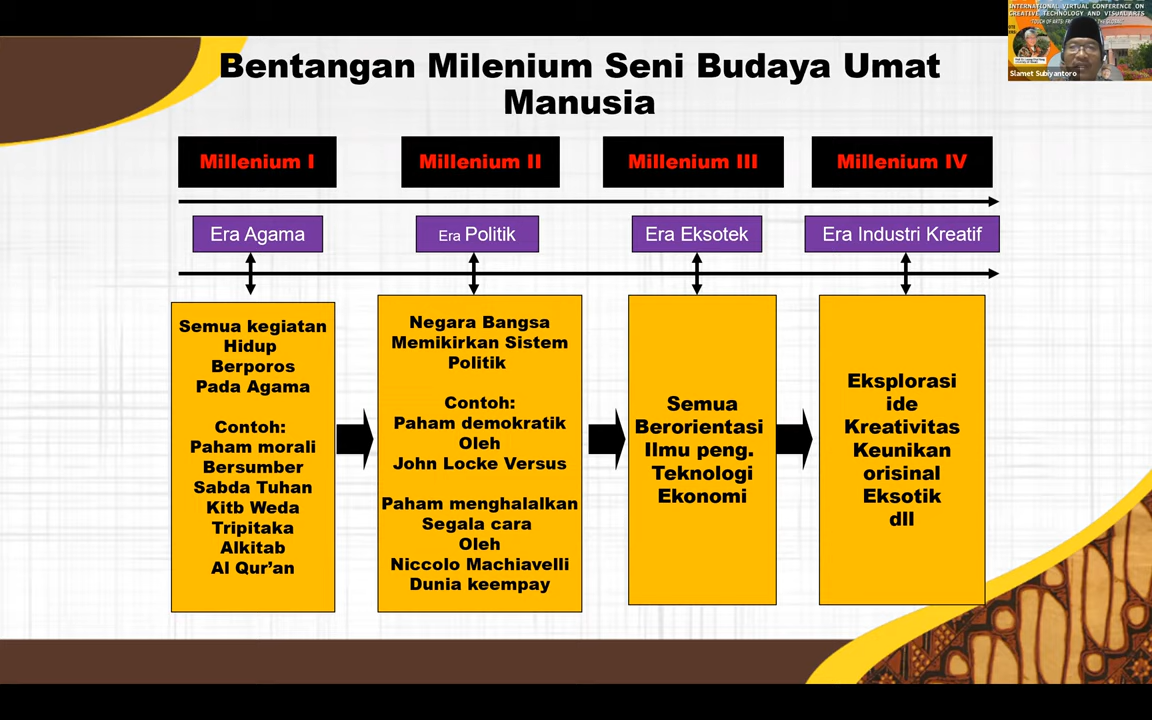 INTERNATIONAL VIRTUAL CONFERENCE ON
CREATIVE TECHNOLOGY AND VISUAL ARTS
Slamet Subiyantoro
Bentangan Milenium Seni Budaya Umat
Manusia
Millenium I
Millenium II
Millenium III
Millenium IV
Era Agama
Era Politik
Era Eksotek
Era Industri Kreatif
Semua kegiatan
Hidup
Berporos
Pada Agama
Contoh:
Paham morali
Bersumber
Sabda Tuhan
Kitb Weda
Tripitaka
Alkitab
Al Qur’an
Negara Bangsa
Memikirkan Sistem
Politik
Contoh:
Paham demokratik
Oleh
John Locke Versus
Paham menghalalkan
Segala cara
Oleh
Niccolo Machiavelli
Dunia keempay
Semua
Berorientasi
Ilmu peng.
Teknologi
Ekonomi
Eksplorasi
ide
Kreativitas
Keunikan
orisinal
Eksotik
dll